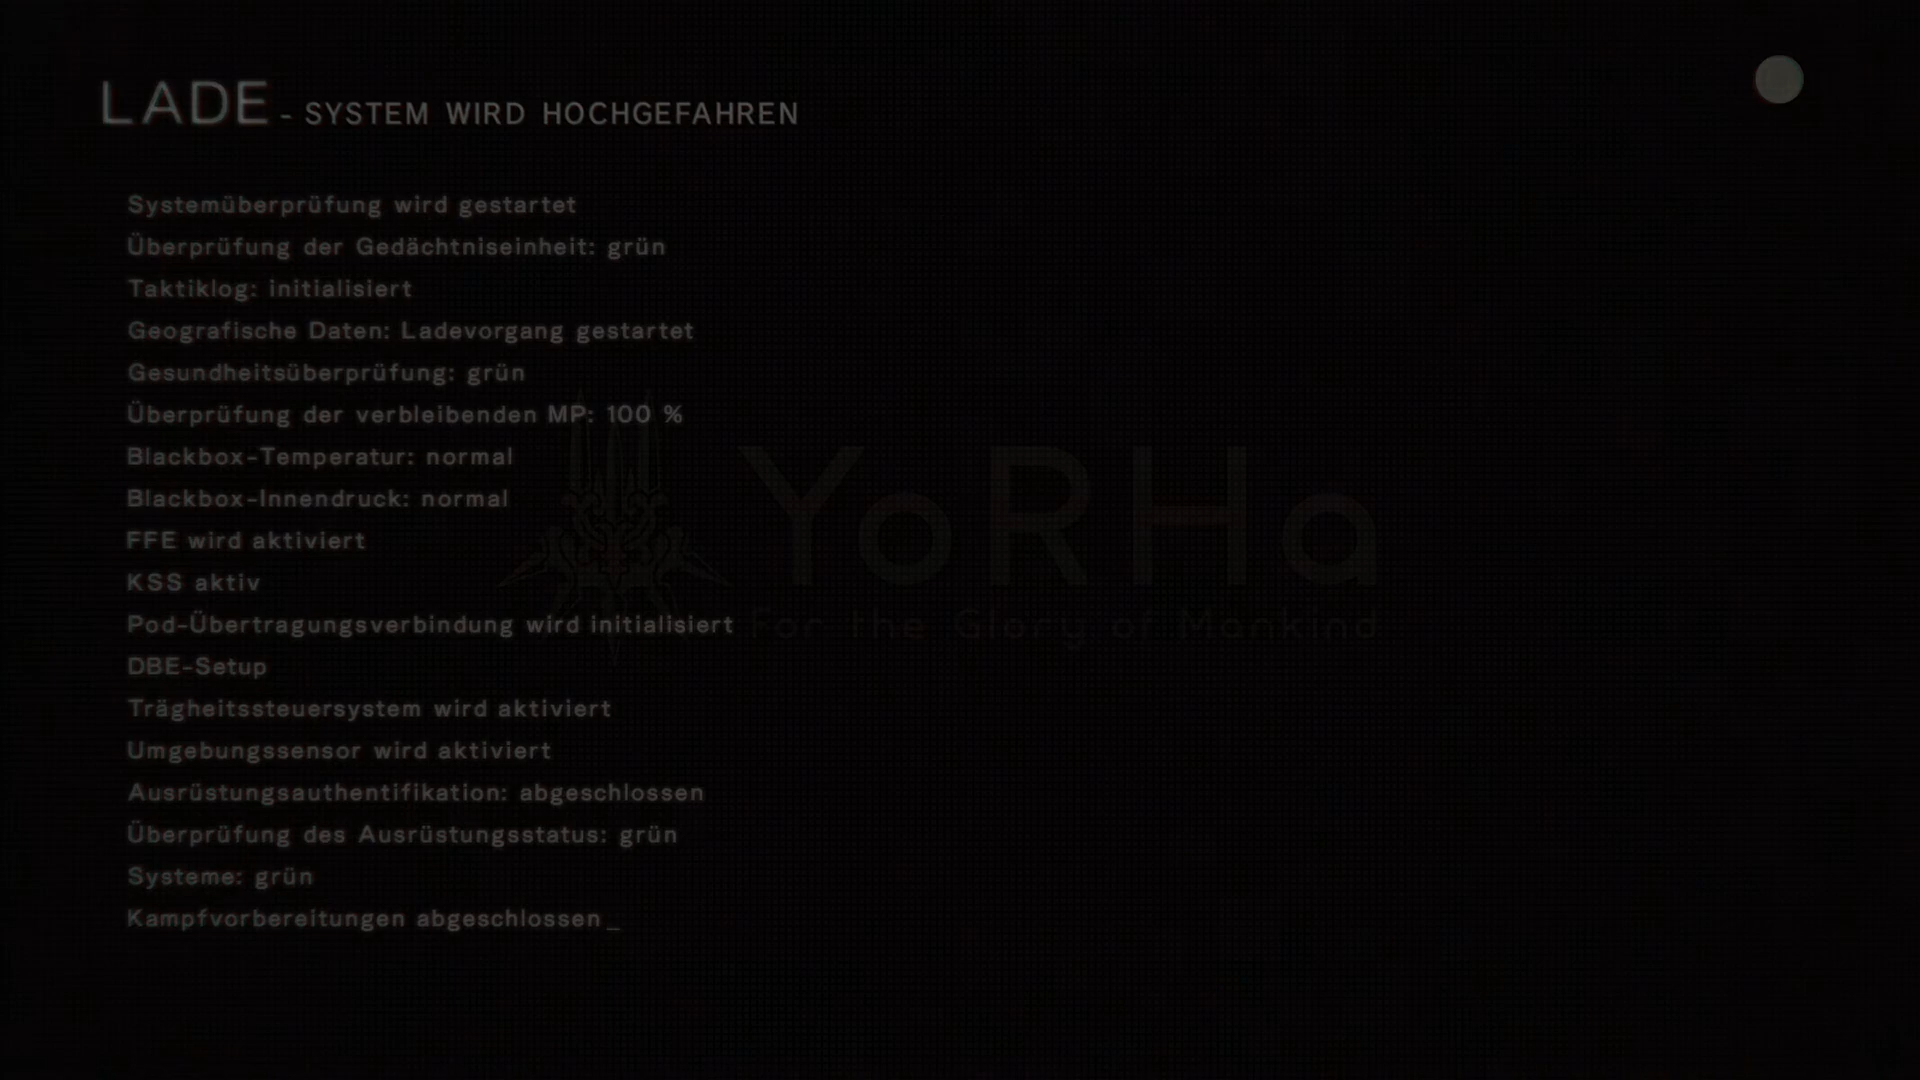 LADE - SYSTEM WIRD HOCHGEFAHREN
Systemüberprüfung wird gestartet
Überprüfung der Gedächtniseinheit: grün
Taktiklog: initialisiert
Geografische Daten: Ladevorgang gestartet
Gesundheitsüberprüfung: grün
Überprüfung der verbleibenden MP: 100 %
Blackbox-Temperatur: normal
Blackbox-Innendruck: normal
FFE wird aktiviert
KSS aktiv
Pod-Übertragungsverbindung wird initialisiert
DBE-Setup
Trägheitssteuersystem wird aktiviert
Umgebungssensor wird aktiviert
Ausrüstungsauthentifikation: abgeschlossen
Überprüfung des Ausrüstungsstatus: grün
Systeme: grün
Kampfvorbereitungen abgeschlossen _
YoRHa
For the Glory of Mankind